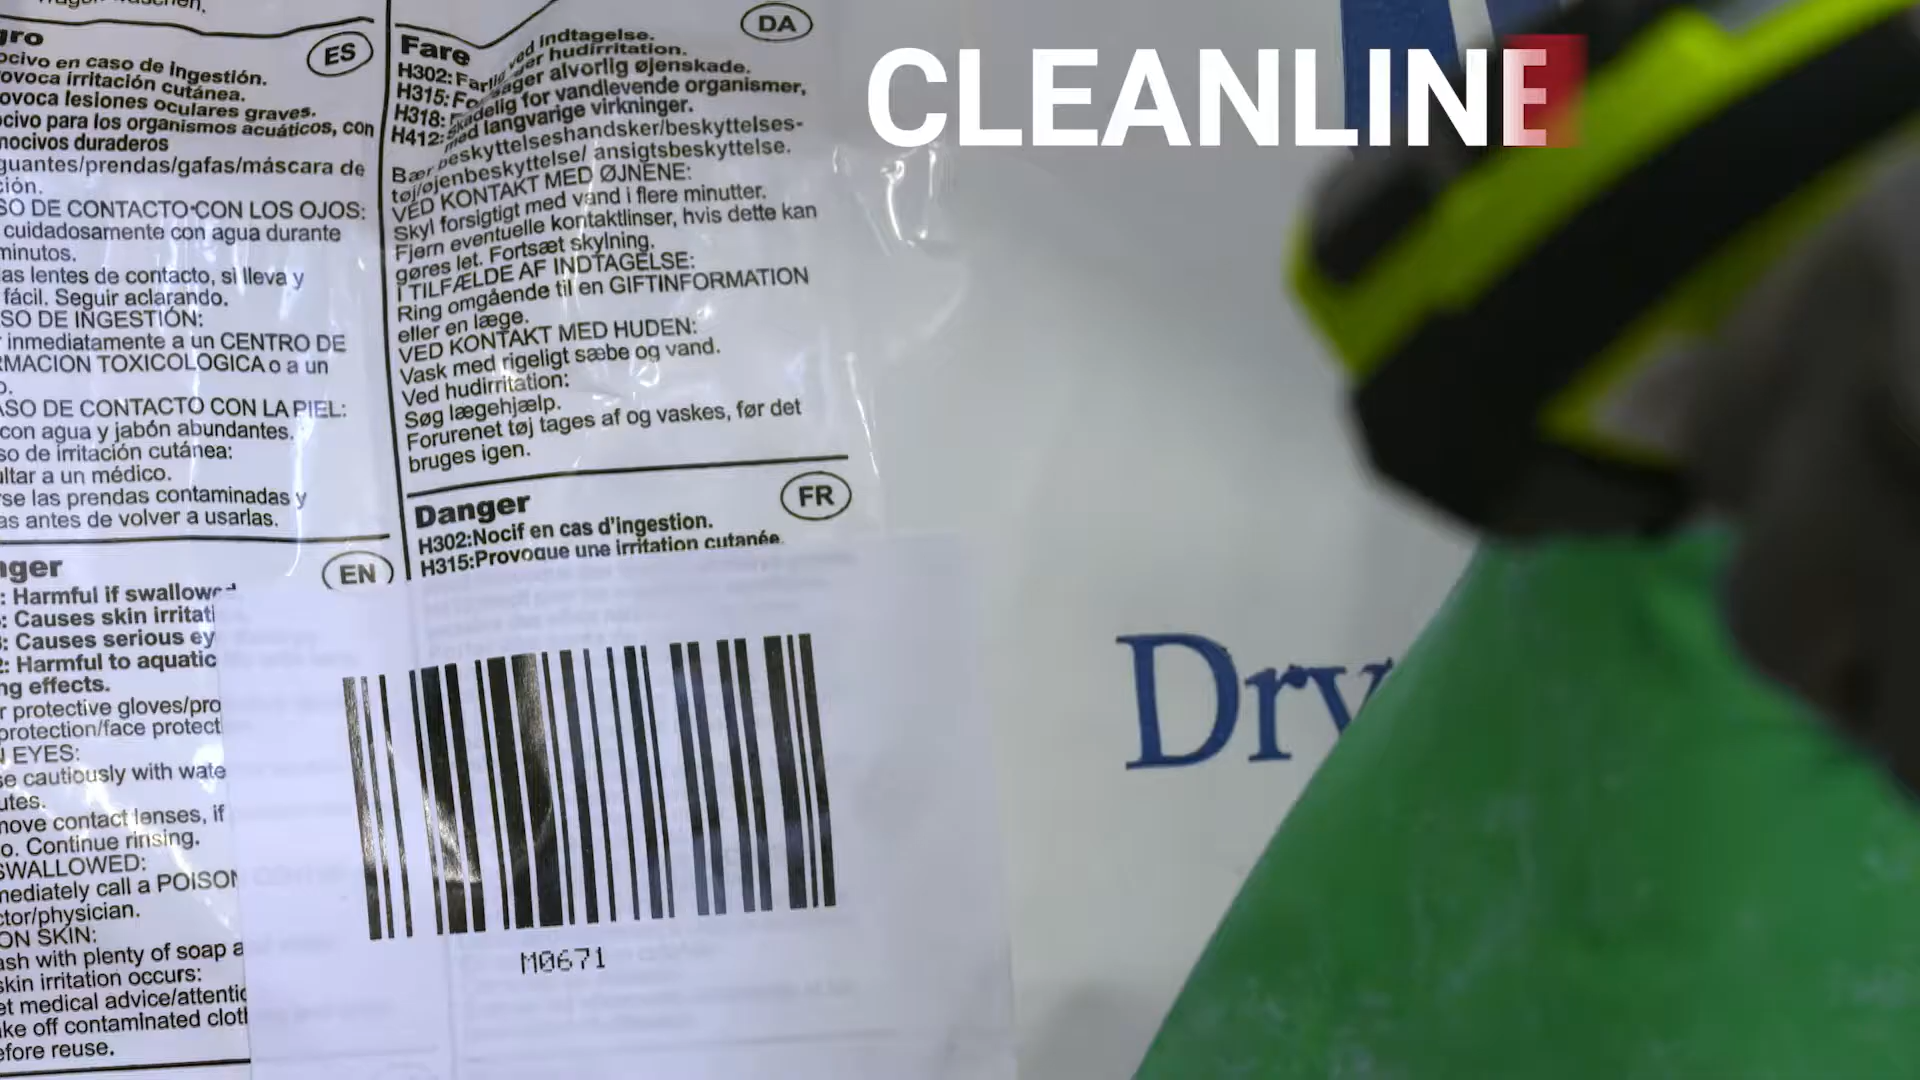 CLEANLINE
gro
ES
ocivo en caso de ingestión.
ovoca irritación cutánea.
ovoca lesiones oculares graves.
ocivo para los organismos acuáticos, con
nocivos duraderos
guantes/prendas/gafas/máscara de
ción.
SO DE CONTACTO CON LOS OJOS:
cuidadosamente con agua durante
minutos.
as lentes de contacto, si lleva y
fácil. Seguir aclarando.
SO DE INGESTIÓN:
inmediatamente a un CENTRO DE
RMACION TOXICOLOGICA o a un
o.
ASO DE CONTACTO CON LA PIEL:
con agua y jabón abundantes.
so de irritación cutánea:
ultar a un médico.
rse las prendas contaminadas y
as antes de volver a usarlas.
nger
EN
: Harmful if swallowed
: Causes skin irritati
: Causes serious ey
2: Harmful to aquatic
ng effects.
r protective gloves/pro
protection/face protect
N EYES:
se cautiously with wate
utes.
move contact lenses, if
o. Continue rinsing.
SWALLOWED:
mediately call a POISON
ctor/physician.
ON SKIN:
ash with plenty of soap a
skin irritation occurs:
et medical advice/attentic
ake off contaminated clot
efore reuse.
Fare
DA
H302: Farlig ved indtagelse.
H315: Fo ger hudirritation.
H318: ager alvorlig øjenskade.
H412: Skadelig for vandlevende organismer,
med langvarige virkninger.
Bær beskyttelseshandsker/beskyttelses-
tøj/øjenbeskyttelse/ ansigtsbeskyttelse.
VED KONTAKT MED ØJNENE:
Skyl forsigtigt med vand i flere minutter.
Fjern eventuelle kontaktlinser, hvis dette kan
gøres let. Fortsæt skylning.
I TILFÆLDE AF INDTAGELSE:
Ring omgående til en GIFTINFORMATION
eller en læge.
VED KONTAKT MED HUDEN:
Vask med rigeligt sæbe og vand.
Ved hudirritation:
Søg lægehjælp.
Forurenet tøj tages af og vaskes, før det
bruges igen.
Danger
FR
H302:Nocif en cas d'ingestion.
H315:Provoque une irritation cutanée.
M0671
Dry